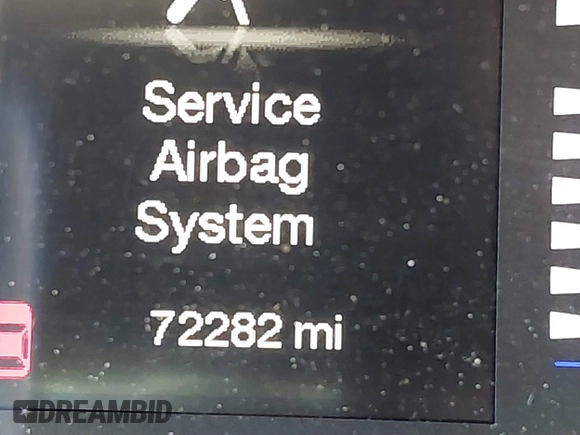 Service
Airbag
System
72282 mi
DREAMBID